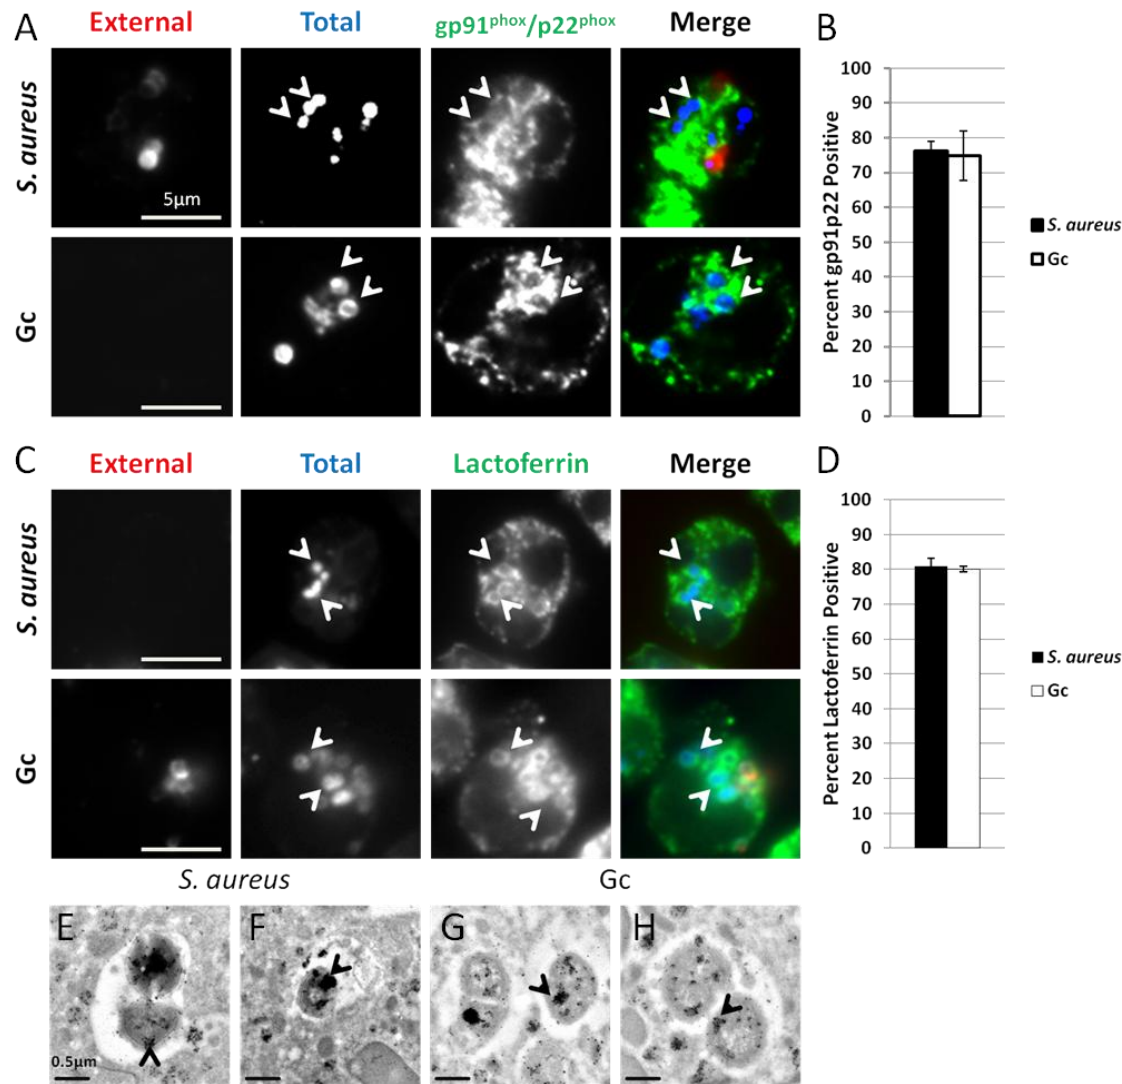 A
External
Total
gp91phox/p22phox
Merge
S. aureus
5µm
Gc
B
100
90
80
70
60
50
40
30
20
10
0
Percent gp91p22 Positive
S. aureus
Gc
C
External
Total
Lactoferrin
Merge
S. aureus
Gc
D
100
90
80
70
60
50
40
30
20
10
0
Percent Lactoferrin Positive
S. aureus
Gc
S. aureus
Gc
E
0.5µm
F
G
H